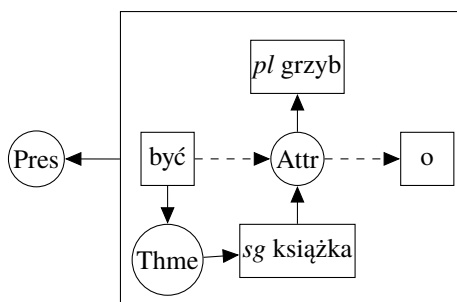 pl grzyb
Pres
być
Attr
o
Thme
sg książka